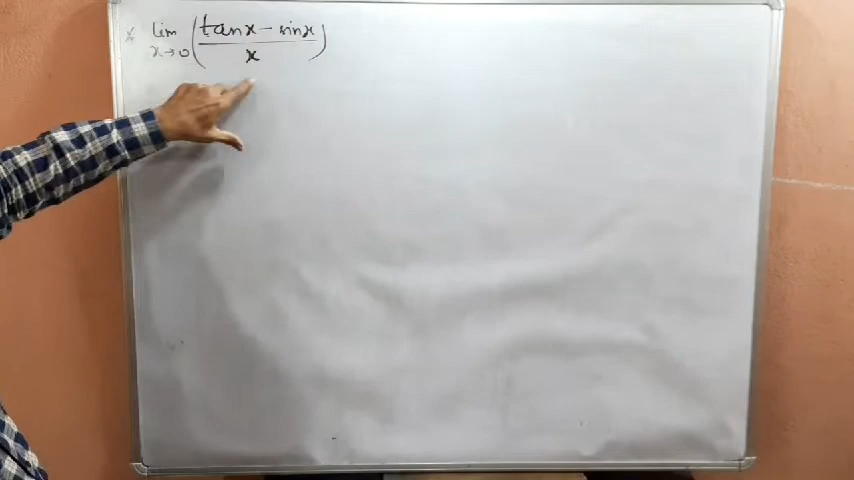 * lim x→0 ( (tanx − sinx) / x )